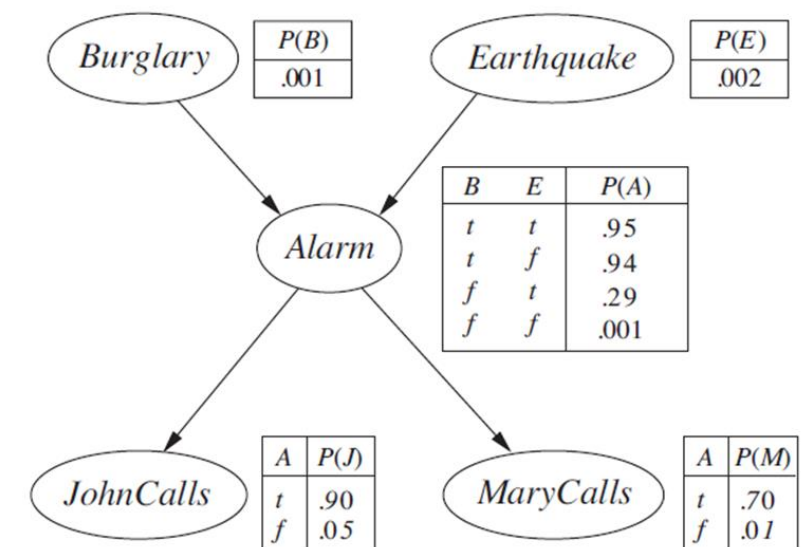 Burglary
P(B)
.001
Earthquake
P(E)
.002
Alarm
B E P(A)
t t .95
t f .94
f t .29
f f .001
JohnCalls
A P(J)
t .90
f .05
MaryCalls
A P(M)
t .70
f .01